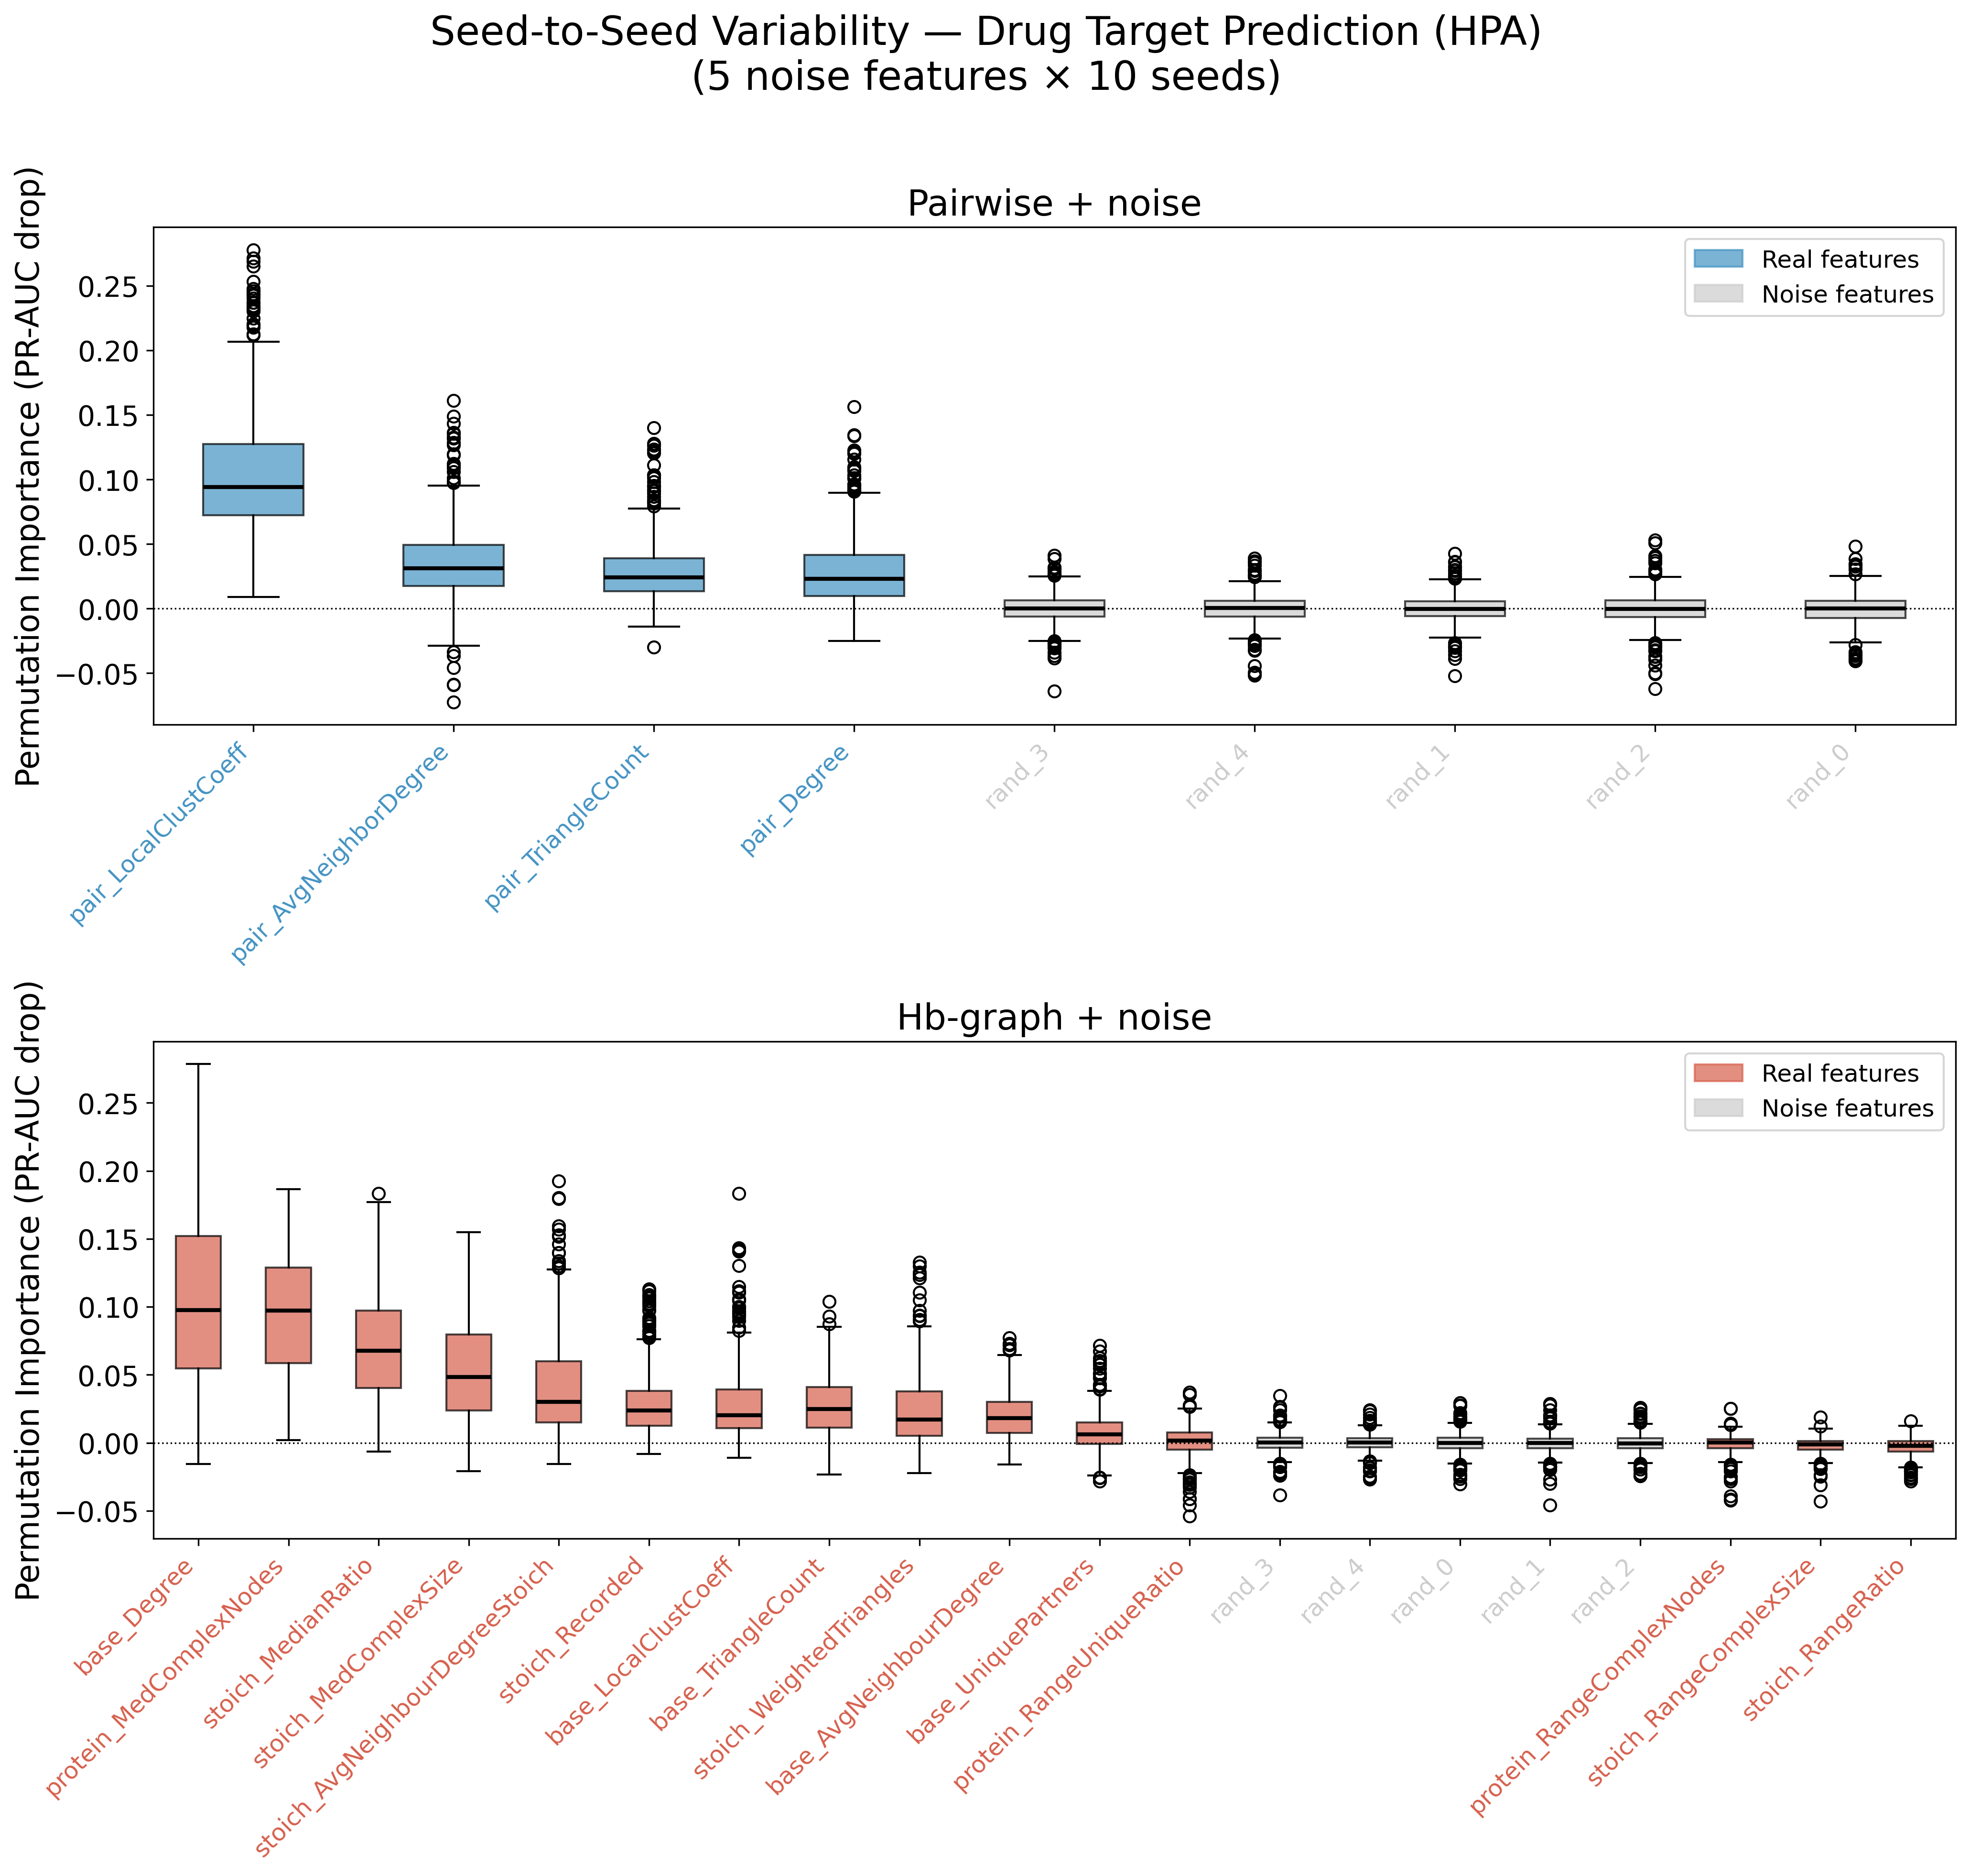 Seed-to-Seed Variability — Drug Target Prediction (HPA)
(5 noise features × 10 seeds)
Pairwise + noise
Permutation Importance (PR-AUC drop)
0.25
0.20
0.15
0.10
0.05
0.00
−0.05
Real features
Noise features
pair_LocalClustCoeff
pair_AvgNeighborDegree
pair_TriangleCount
pair_Degree
rand_3
rand_4
rand_1
rand_2
rand_0
Hb-graph + noise
Permutation Importance (PR-AUC drop)
0.25
0.20
0.15
0.10
0.05
0.00
−0.05
Real features
Noise features
base_Degree
protein_MedComplexNodes
stoich_MedianRatio
stoich_MedComplexSize
stoich_AvgNeighbourDegreeStoich
stoich_Recorded
base_LocalClustCoeff
base_TriangleCount
stoich_WeightedTriangles
base_AvgNeighbourDegree
base_UniquePartners
protein_RangeUniqueRatio
rand_3
rand_4
rand_0
rand_1
rand_2
protein_RangeComplexNodes
stoich_RangeComplexSize
stoich_RangeRatio